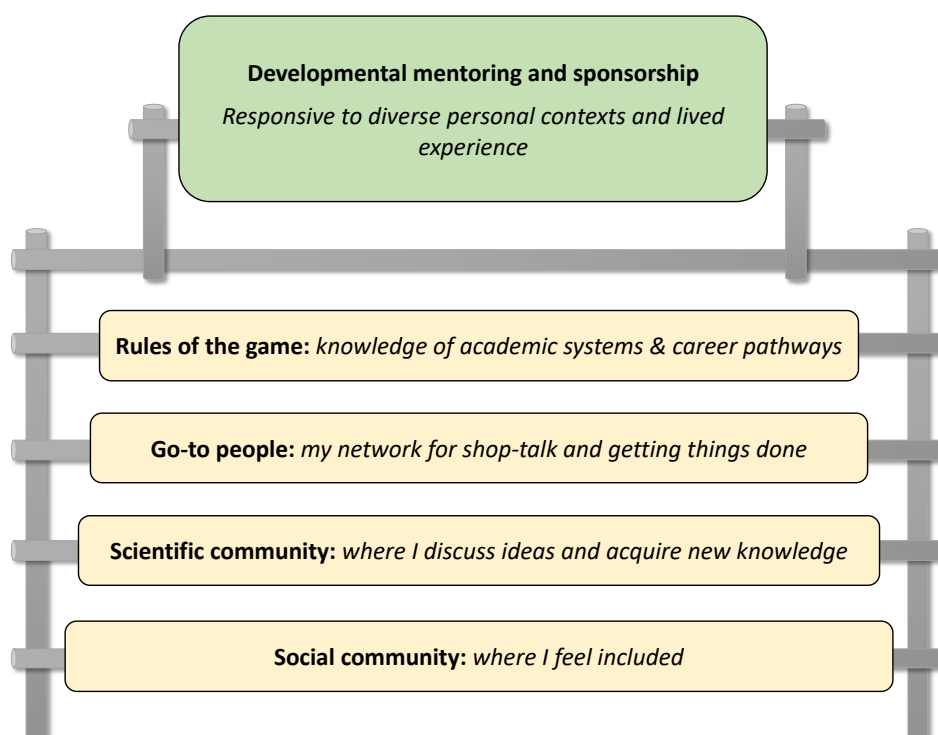 Developmental mentoring and sponsorship
Responsive to diverse personal contexts and lived
experience
Rules of the game: knowledge of academic systems & career pathways
Go-to people: my network for shop-talk and getting things done
Scientific community: where I discuss ideas and acquire new knowledge
Social community: where I feel included